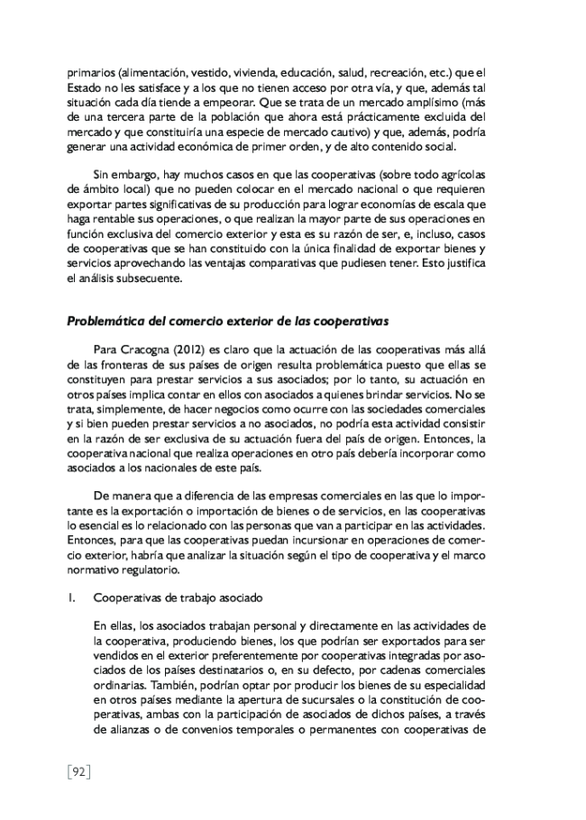 primarios (alimentación, vestido, vivienda, educación, salud, recreación, etc.) que el
Estado no les satisface y a los que no tienen acceso por otra vía, y que, además tal
situación cada día tiende a empeorar. Que se trata de un mercado amplísimo (más
de una tercera parte de la población que ahora está prácticamente excluida del
mercado y que constituiría una especie de mercado cautivo) y que, además, podría
generar una actividad económica de primer orden, y de alto contenido social.
Sin embargo, hay muchos casos en que las cooperativas (sobre todo agrícolas
de ámbito local) que no pueden colocar en el mercado nacional o que requieren
exportar partes significativas de su producción para lograr economías de escala que
haga rentable sus operaciones, o que realizan la mayor parte de sus operaciones en
función exclusiva del comercio exterior y esta es su razón de ser, e, incluso, casos
de cooperativas que se han constituido con la única finalidad de exportar bienes y
servicios aprovechando las ventajas comparativas que pudiesen tener. Esto justifica
el análisis subsecuente.
Problemática del comercio exterior de las cooperativas
Para Cracogna (2012) es claro que la actuación de las cooperativas más allá
de las fronteras de sus países de origen resulta problemática puesto que ellas se
constituyen para prestar servicios a sus asociados; por lo tanto, su actuación en
otros países implica contar en ellos con asociados a quienes brindar servicios. No se
trata, simplemente, de hacer negocios como ocurre con las sociedades comerciales
y si bien pueden prestar servicios a no asociados, no podría esta actividad consistir
en la razón de ser exclusiva de su actuación fuera del país de origen. Entonces, la
cooperativa nacional que realiza operaciones en otro país debería incorporar como
asociados a los nacionales de este país.
De manera que a diferencia de las empresas comerciales en las que lo impor-
tante es la exportación o importación de bienes o de servicios, en las cooperativas
lo esencial es lo relacionado con las personas que van a participar en las actividades.
Entonces, para que las cooperativas puedan incursionar en operaciones de comer-
cio exterior, habría que analizar la situación según el tipo de cooperativa y el marco
normativo regulatorio.
1. Cooperativas de trabajo asociado
En ellas, los asociados trabajan personal y directamente en las actividades de
la cooperativa, produciendo bienes, los que podrían ser exportados para ser
vendidos en el exterior preferentemente por cooperativas integradas por aso-
ciados de los países destinatarios o, en su defecto, por cadenas comerciales
ordinarias. También, podrían optar por producir los bienes de su especialidad
en otros países mediante la apertura de sucursales o la constitución de coo-
perativas, ambas con la participación de asociados de dichos países, a través
de alianzas o de convenios temporales o permanentes con cooperativas de
[92]